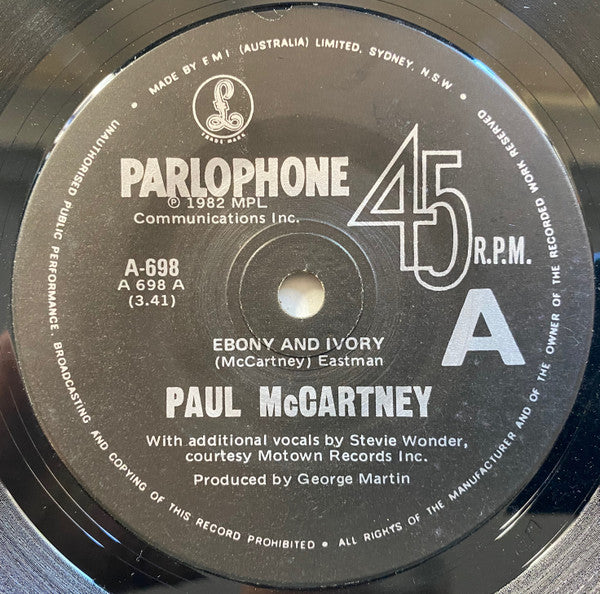 • MADE BY E M I (AUSTRALIA) LIMITED, SYDNEY, N.S.W. •
£
TRADE MARK
PARLOPHONE
℗ 1982 MPL
Communications Inc.
45 R.P.M.
A-698
A 698 A
(3.41)
A
EBONY AND IVORY
(McCartney) Eastman
PAUL McCARTNEY
With additional vocals by Stevie Wonder,
courtesy Motown Records Inc.
Produced by George Martin
UNAUTHORISED PUBLIC PERFORMANCE, BROADCASTING AND COPYING OF THIS RECORD PROHIBITED • ALL RIGHTS OF THE MANUFACTURER AND OF THE OWNER OF THE RECORDED WORK RESERVED